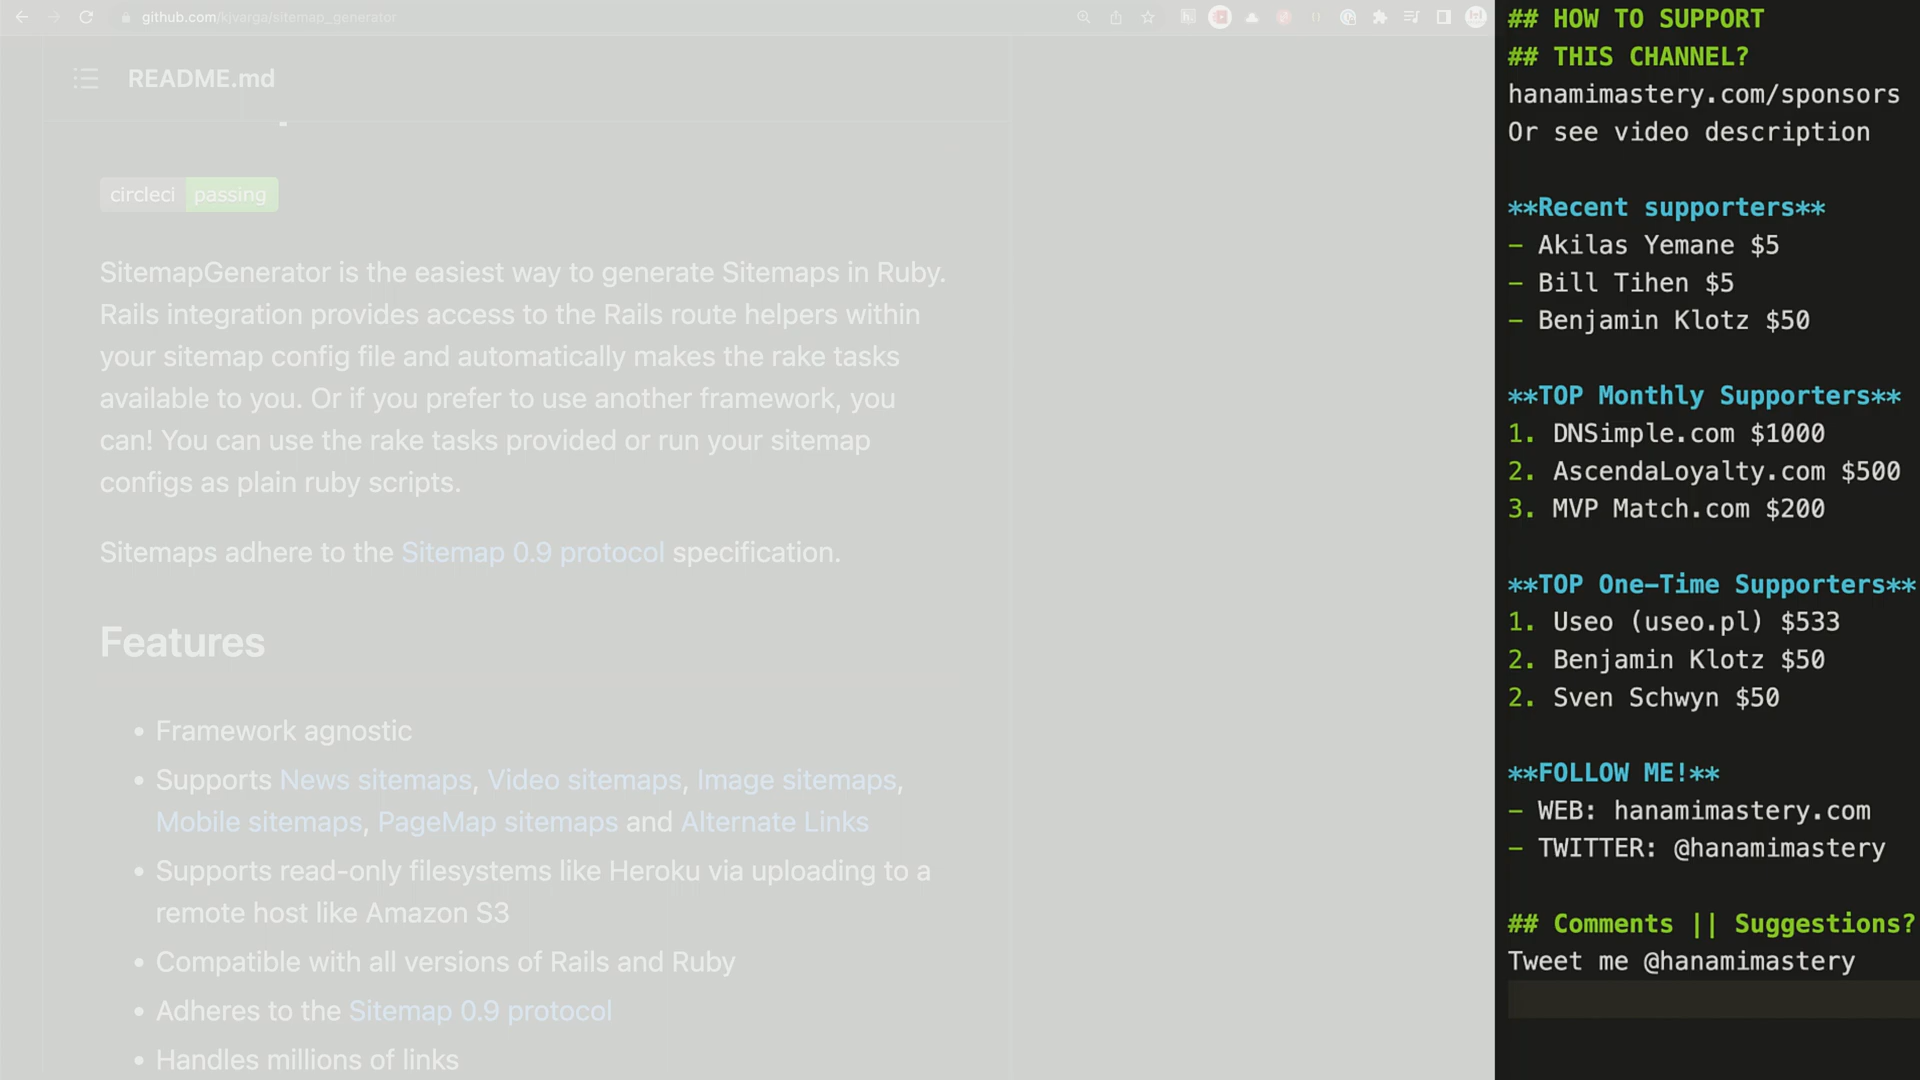 github.com/kjvarga/sitemap_generator
README.md
circleci passing
SitemapGenerator is the easiest way to generate Sitemaps in Ruby.
Rails integration provides access to the Rails route helpers within
your sitemap config file and automatically makes the rake tasks
available to you. Or if you prefer to use another framework, you
can! You can use the rake tasks provided or run your sitemap
configs as plain ruby scripts.
Sitemaps adhere to the Sitemap 0.9 protocol specification.
Features
• Framework agnostic
• Supports News sitemaps, Video sitemaps, Image sitemaps,
Mobile sitemaps, PageMap sitemaps and Alternate Links
• Supports read-only filesystems like Heroku via uploading to a
remote host like Amazon S3
• Compatible with all versions of Rails and Ruby
• Adheres to the Sitemap 0.9 protocol
• Handles millions of links
## HOW TO SUPPORT
## THIS CHANNEL?
hanamimastery.com/sponsors
Or see video description
**Recent supporters**
- Akilas Yemane $5
- Bill Tihen $5
- Benjamin Klotz $50
**TOP Monthly Supporters**
1. DNSimple.com $1000
2. AscendaLoyalty.com $500
3. MVP Match.com $200
**TOP One-Time Supporters**
1. Useo (useo.pl) $533
2. Benjamin Klotz $50
2. Sven Schwyn $50
**FOLLOW ME!**
- WEB: hanamimastery.com
- TWITTER: @hanamimastery
## Comments || Suggestions?
Tweet me @hanamimastery